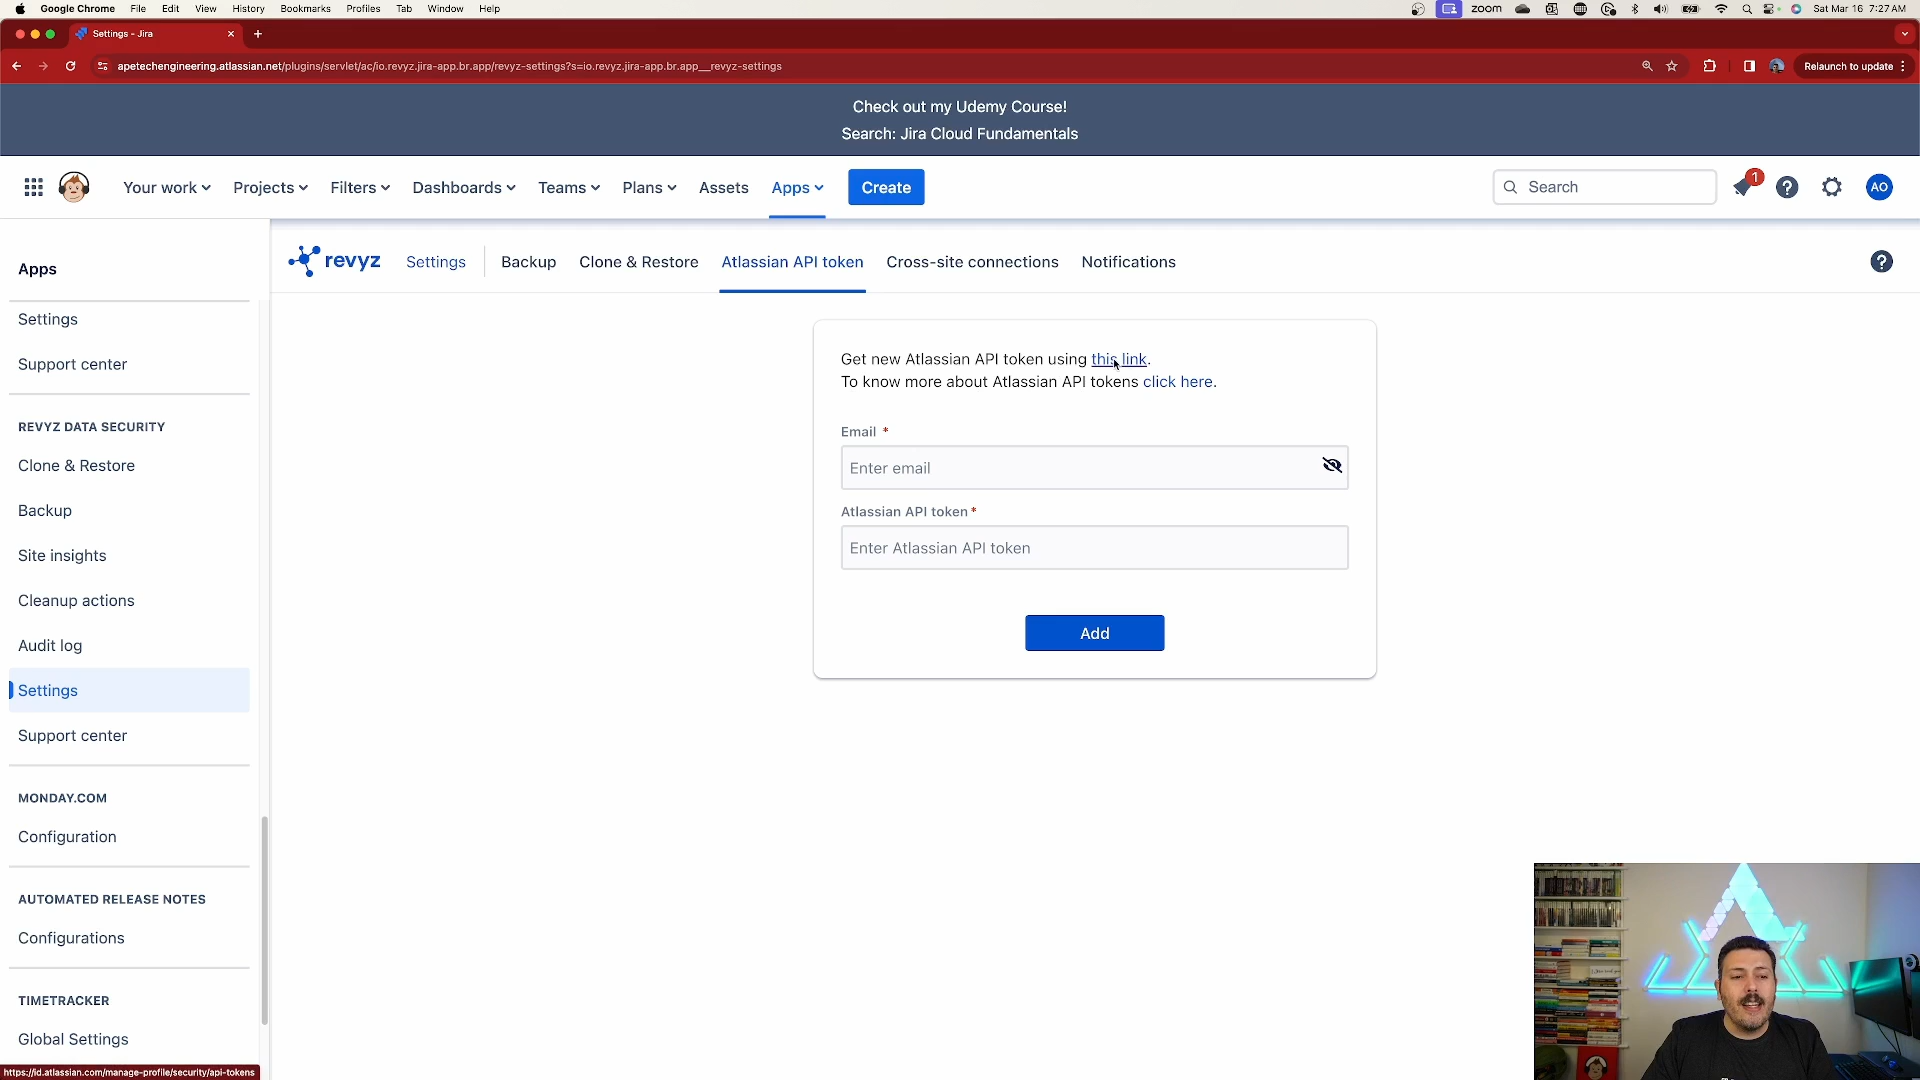 Google Chrome File Edit View History Bookmarks Profiles Tab Window Help
zoom
Sat Mar 16 7:27 AM
Settings - Jira
apetechengineering.atlassian.net/plugins/servlet/ac/io.revyz.jira-app.br.app/revyz-settings?s=io.revyz.jira-app.br.app__revyz-settings
Relaunch to update
Check out my Udemy Course!
Search: Jira Cloud Fundamentals
Your work Projects Filters Dashboards Teams Plans Assets Apps Create
Search
1
AO
Apps
Settings
Support center
REVYZ DATA SECURITY
Clone & Restore
Backup
Site insights
Cleanup actions
Audit log
Settings
Support center
MONDAY.COM
Configuration
AUTOMATED RELEASE NOTES
Configurations
TIMETRACKER
Global Settings
https://id.atlassian.com/manage-profile/security/api-tokens
revyz Settings Backup Clone & Restore Atlassian API token Cross-site connections Notifications
Get new Atlassian API token using this link.
To know more about Atlassian API tokens click here.
Email *
Enter email
Atlassian API token *
Enter Atlassian API token
Add